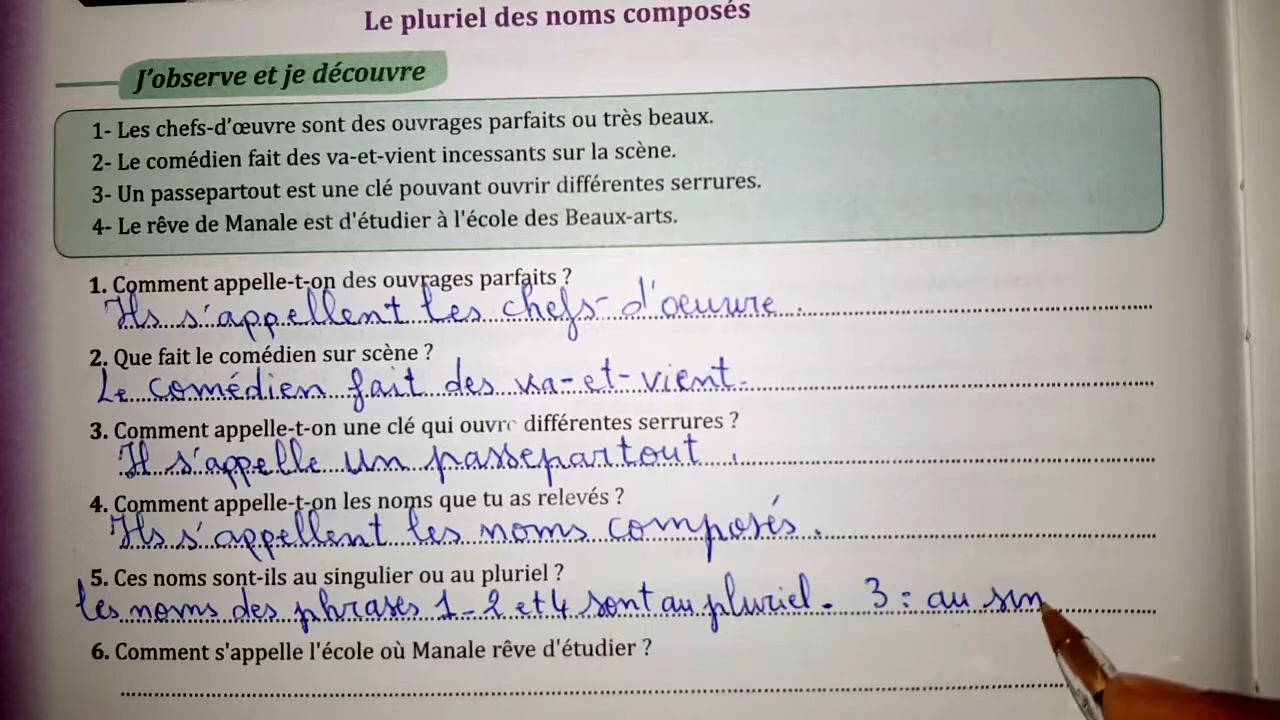 Le pluriel des noms composés
J'observe et je découvre
1- Les chefs-d'œuvre sont des ouvrages parfaits ou très beaux.
2- Le comédien fait des va-et-vient incessants sur la scène.
3- Un passepartout est une clé pouvant ouvrir différentes serrures.
4- Le rêve de Manale est d'étudier à l'école des Beaux-arts.
1. Comment appelle-t-on des ouvrages parfaits ?
Ils s'appellent les chefs-d'oeuvre.
2. Que fait le comédien sur scène ?
Le comédien fait des va-et-vient.
3. Comment appelle-t-on une clé qui ouvre différentes serrures ?
Il s'appelle un passepartout.
4. Comment appelle-t-on les noms que tu as relevés ?
Ils s'appellent les noms composés.
5. Ces noms sont-ils au singulier ou au pluriel ?
les noms des phrases 1-2 et 4 sont au pluriel. 3 : au sin
6. Comment s'appelle l'école où Manale rêve d'étudier ?